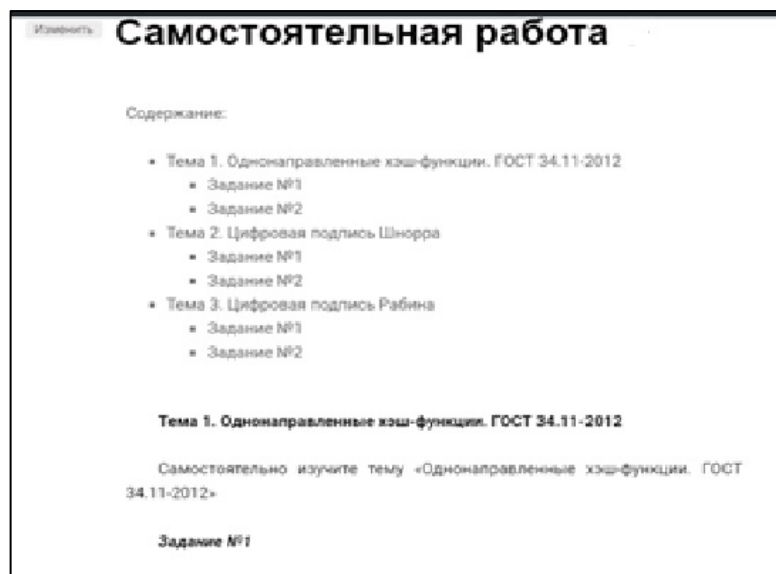 Изменить
Самостоятельная работа
Содержание:
Тема 1. Однонаправленные хэш-функции. ГОСТ 34.11-2012
Задание №1
Задание №2
Тема 2. Цифровая подпись Шнорра
Задание №1
Задание №2
Тема 3. Цифровая подпись Рабина
Задание №1
Задание №2
Тема 1. Однонаправленные хэш-функции. ГОСТ 34.11-2012
Самостоятельно изучите тему «Однонаправленные хэш-функции. ГОСТ
34.11-2012»
Задание №1